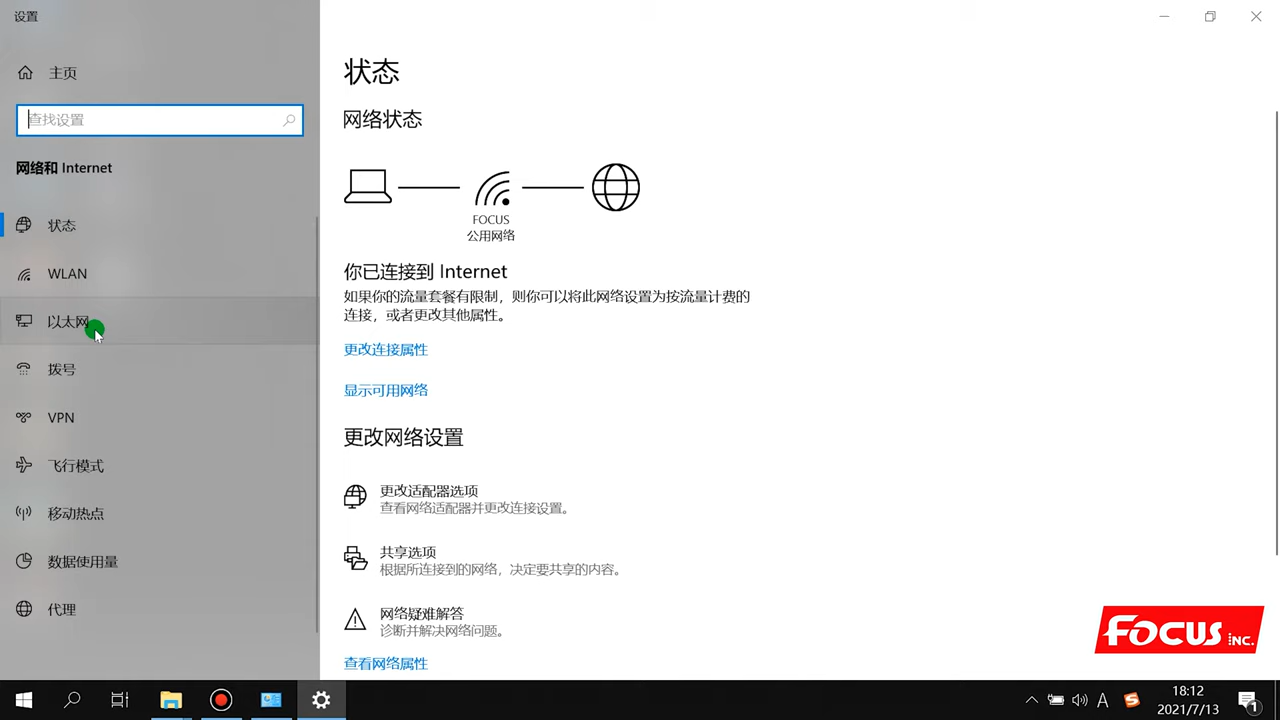 设置
主页
查找设置
网络和 Internet
状态
WLAN
以太网
拨号
VPN
飞行模式
移动热点
数据使用量
代理
状态
网络状态
FOCUS
公用网络
你已连接到 Internet
如果你的流量套餐有限制，则你可以将此网络设置为按流量计费的
连接，或者更改其他属性。
更改连接属性
显示可用网络
更改网络设置
更改适配器选项
查看网络适配器并更改连接设置。
共享选项
根据所连接到的网络，决定要共享的内容。
网络疑难解答
诊断并解决网络问题。
查看网络属性
FOCUS INC.
A
S
18:12
2021/7/13
1